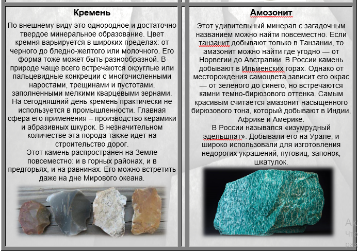 Кремень
По внешнему виду это однородное и достаточно
твердое минеральное образование. Цвет
кремня варьируется в широких пределах: от
черного до бледно-желтого или молочного. Его
форма тоже может быть разнообразной. В
природе чаще всего встречаются округлые или
пальцевидные конкреции с многочисленными
наростами, трещинами и пустотами,
заполненными мелкими кварцевыми зернами.
На сегодняшний день кремень практически не
используется в промышленности. Главная
сфера его применения – производство керамики
и абразивных шкурок. В незначительном
количестве эта порода также идет на
строительство дорог.
Этот камень распространен на Земле
повсеместно: и в горных районах, и в
предгорьях, и на равнинах. Его можно встретить
даже на дне Мирового океана.
Амозонит
Этот удивительный минерал с загадочным
названием можно найти повсеместно. Если
танзанит добывают только в Танзании, то
амазонит можно найти где угодно — от
Норвегии до Австралии. В России камень
добывают в Ильменских горах. Однако от
месторождения самоцвета зависит его окрас
— от зеленого до синего, но встречаются
камни темно-бирюзового оттенка. Самым
красивым считается амазонит насыщенного
бирюзового тона, который добывают в Индии,
Африке и Америке.
В России назывался «изумрудный
эдельшпат». Добывали его на Урале, и
широко использовали для изготовления
недорогих украшений, пуговиц, запонок,
шкатулок.